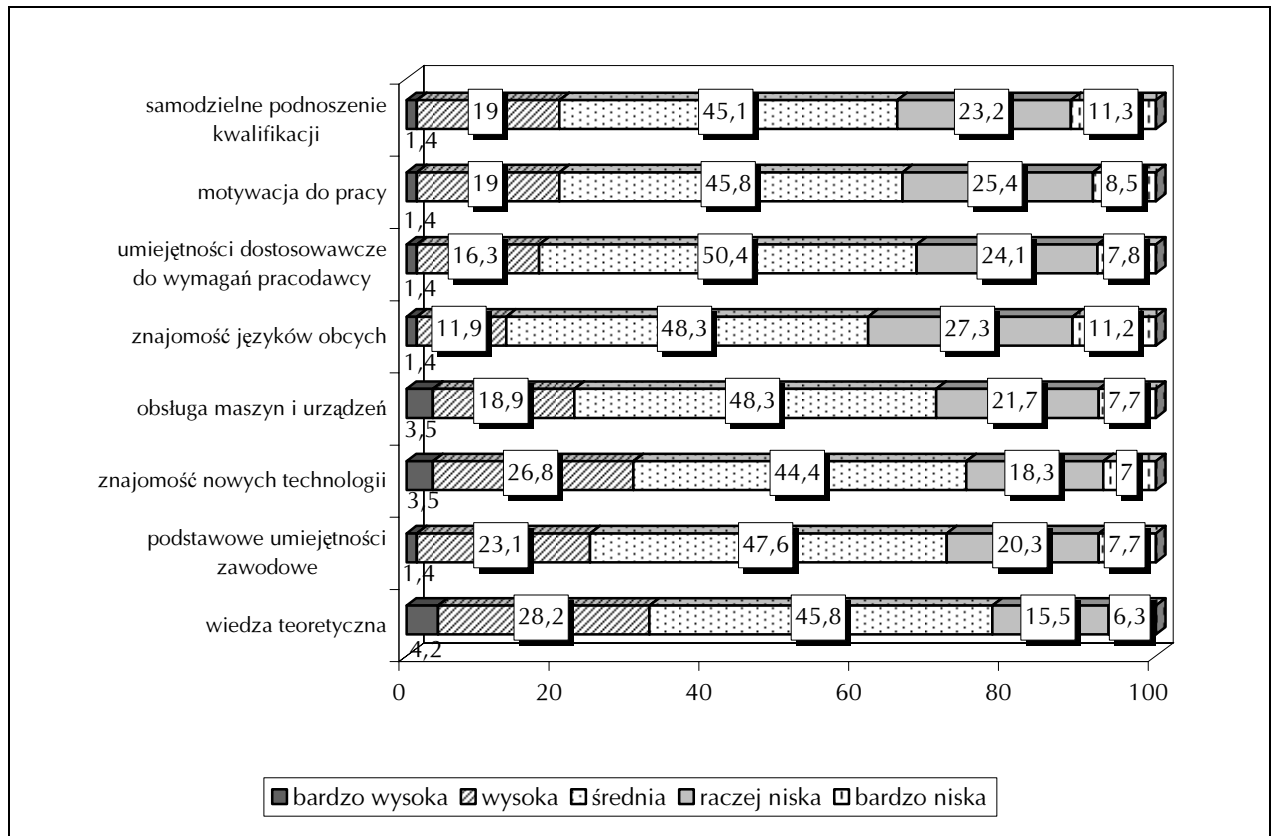 samodzielne podnoszenie
kwalifikacji
1,4 19 45,1 23,2 11,3
motywacja do pracy
1,4 19 45,8 25,4 8,5
umiejętności dostosowawcze
do wymagań pracodawcy
1,4 16,3 50,4 24,1 7,8
znajomość języków obcych
1,4 11,9 48,3 27,3 11,2
obsługa maszyn i urządzeń
3,5 18,9 48,3 21,7 7,7
znajomość nowych technologii
3,5 26,8 44,4 18,3 7
podstawowe umiejętności
zawodowe
1,4 23,1 47,6 20,3 7,7
wiedza teoretyczna
4,2 28,2 45,8 15,5 6,3
0 20 40 60 80 100
bardzo wysoka wysoka średnia raczej niska bardzo niska